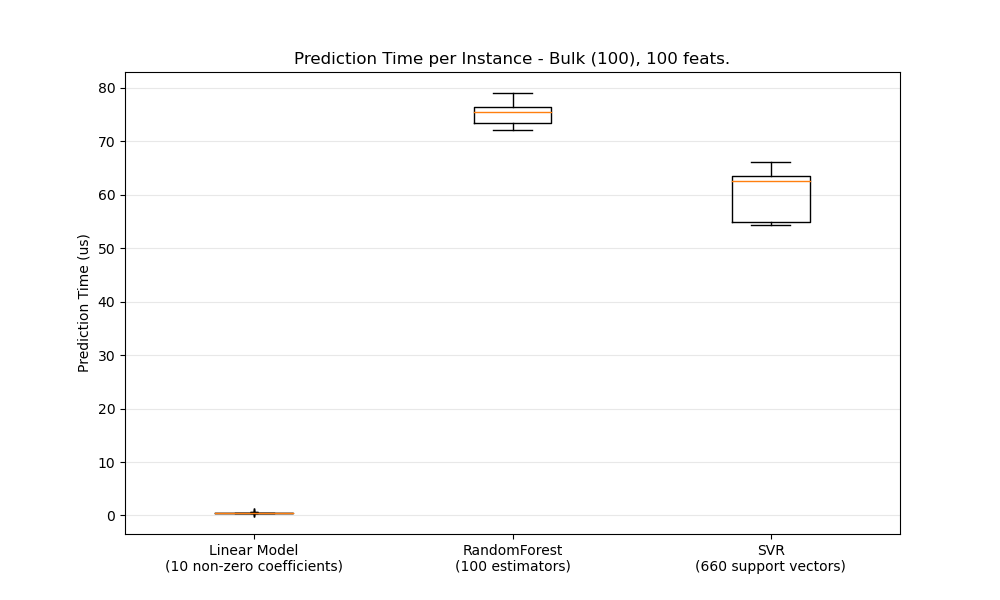 Prediction Time per Instance - Bulk (100), 100 feats.
Prediction Time (us)
80
70
60
50
40
30
20
10
0
Linear Model
(10 non-zero coefficients)
RandomForest
(100 estimators)
SVR
(660 support vectors)